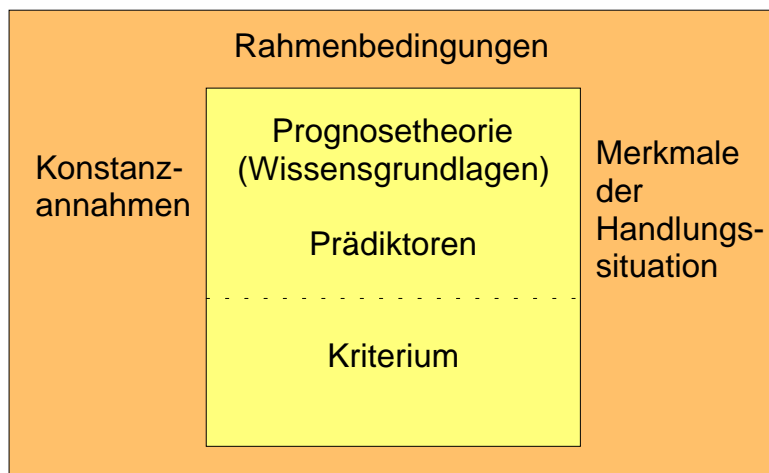 Rahmenbedingungen
Konstanz-
annahmen
Prognosetheorie
(Wissensgrundlagen)
Prädiktoren
Kriterium
Merkmale
der
Handlungs-
situation